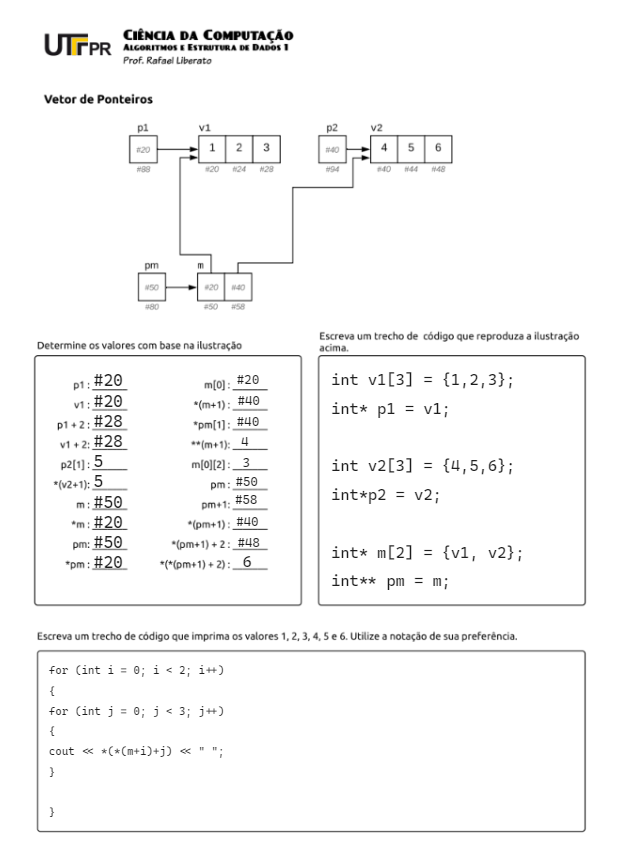 UTFPR
Ciência da Computação
Algoritmos e Estrutura de Dados 1
Prof. Rafael Liberato
Vetor de Ponteiros
p1 v1 p2 v2
#20 1 2 3 #40 4 5 6
#88 #20 #24 #28 #94 #40 #44 #48
pm m
#50 #20 #40
#80 #50 #58
Determine os valores com base na ilustração
p1 : #20
v1 : #20
p1 + 2 : #28
v1 + 2: #28
p2[1] : 5
*(v2+1): 5
m : #50
*m : #20
pm: #50
*pm : #20
m[0] : #20
*(m+1) : #40
*pm[1] : #40
**(m+1): 4
m[0][2] : 3
pm : #50
pm+1: #58
*(pm+1) : #40
*(pm+1) + 2 : #48
*(*(pm+1) + 2) : 6
Escreva um trecho de código que reproduza a ilustração
acima.
int v1[3] = {1,2,3};
int* p1 = v1;
int v2[3] = {4,5,6};
int*p2 = v2;
int* m[2] = {v1, v2};
int** pm = m;
Escreva um trecho de código que imprima os valores 1, 2, 3, 4, 5 e 6. Utilize a notação de sua preferência.
for (int i = 0; i < 2; i++)
{
for (int j = 0; j < 3; j++)
{
cout << *(*(m+i)+j) << " ";
}
}